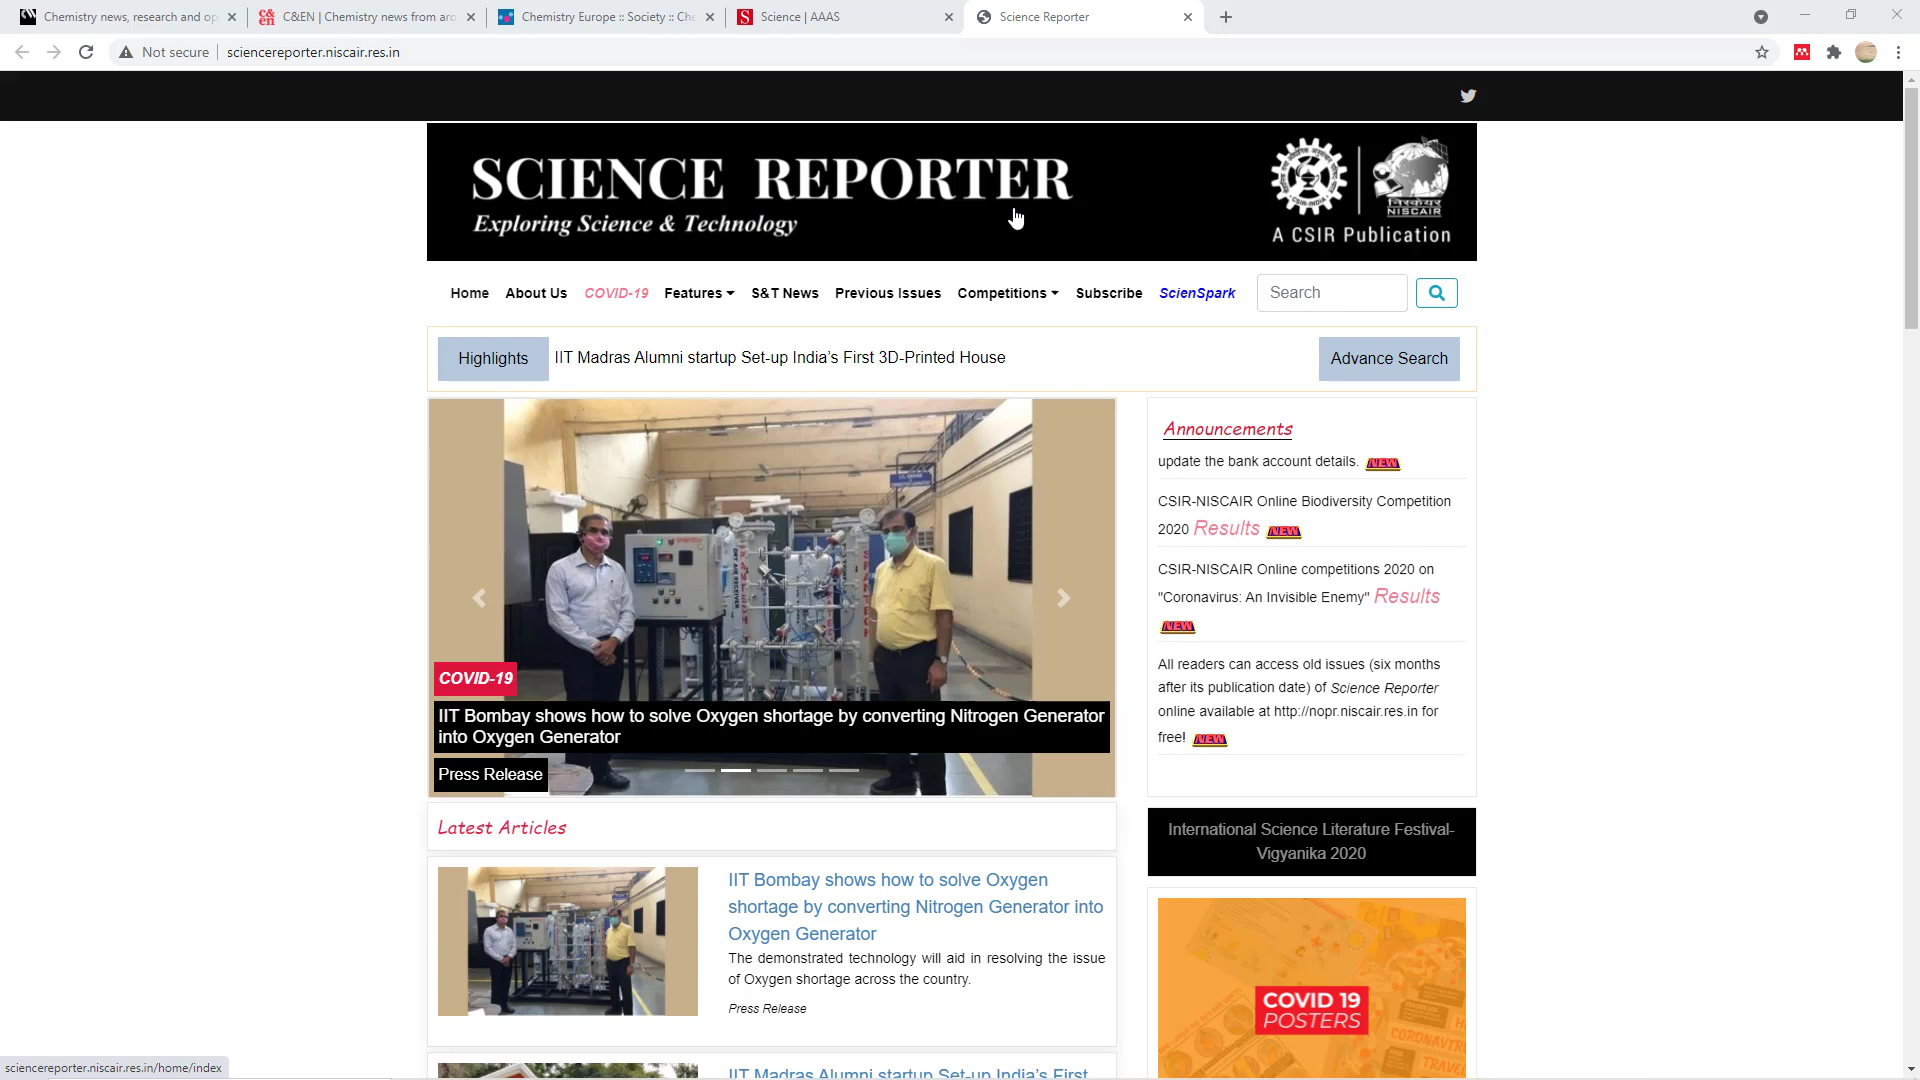 Chemistry news, research and op
C&EN | Chemistry news from aro
Chemistry Europe :: Society :: Che
Science | AAAS
Science Reporter
Not secure
sciencereporter.niscair.res.in
SCIENCE REPORTER
Exploring Science & Technology
CSIR-INDIA
निस्केयर
NISCAIR
A CSIR Publication
Home About Us COVID-19 Features S&T News Previous Issues Competitions Subscribe ScienSpark Search
Highlights IIT Madras Alumni startup Set-up India's First 3D-Printed House Advance Search
COVID-19
IIT Bombay shows how to solve Oxygen shortage by converting Nitrogen Generator
into Oxygen Generator
Press Release
Announcements
update the bank account details. NEW
CSIR-NISCAIR Online Biodiversity Competition
2020 Results NEW
CSIR-NISCAIR Online competitions 2020 on
"Coronavirus: An Invisible Enemy" Results
NEW
All readers can access old issues (six months
after its publication date) of Science Reporter
online available at http://nopr.niscair.res.in for
free! NEW
International Science Literature Festival-
Vigyanika 2020
Latest Articles
IIT Bombay shows how to solve Oxygen
shortage by converting Nitrogen Generator into
Oxygen Generator
The demonstrated technology will aid in resolving the issue
of Oxygen shortage across the country.
Press Release
IIT Madras Alumni startup Set-up India's First
COVID 19
POSTERS
sciencereporter.niscair.res.in/home/index